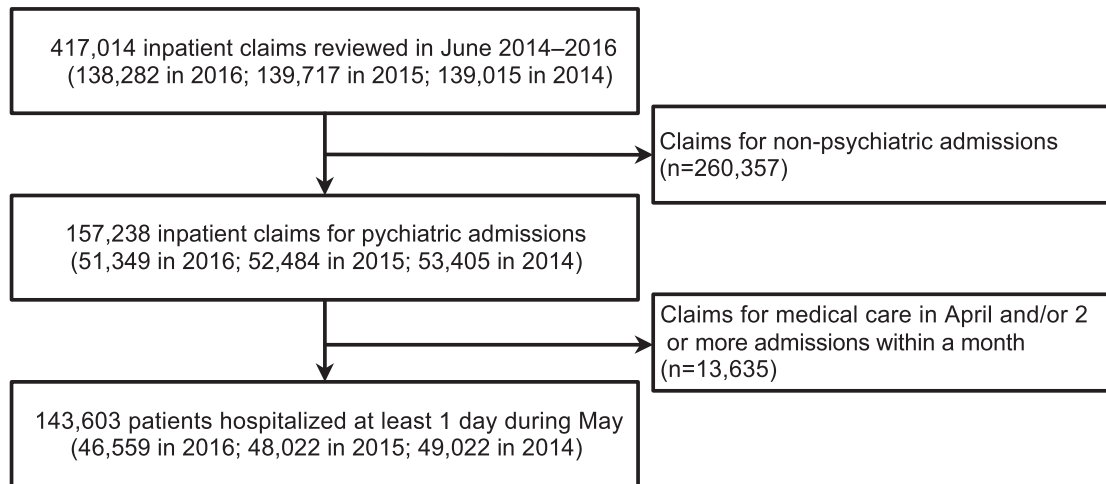 417,014 inpatient claims reviewed in June 2014–2016
(138,282 in 2016; 139,717 in 2015; 139,015 in 2014)
Claims for non-psychiatric admissions
(n=260,357)
157,238 inpatient claims for pychiatric admissions
(51,349 in 2016; 52,484 in 2015; 53,405 in 2014)
Claims for medical care in April and/or 2
or more admissions within a month
(n=13,635)
143,603 patients hospitalized at least 1 day during May
(46,559 in 2016; 48,022 in 2015; 49,022 in 2014)